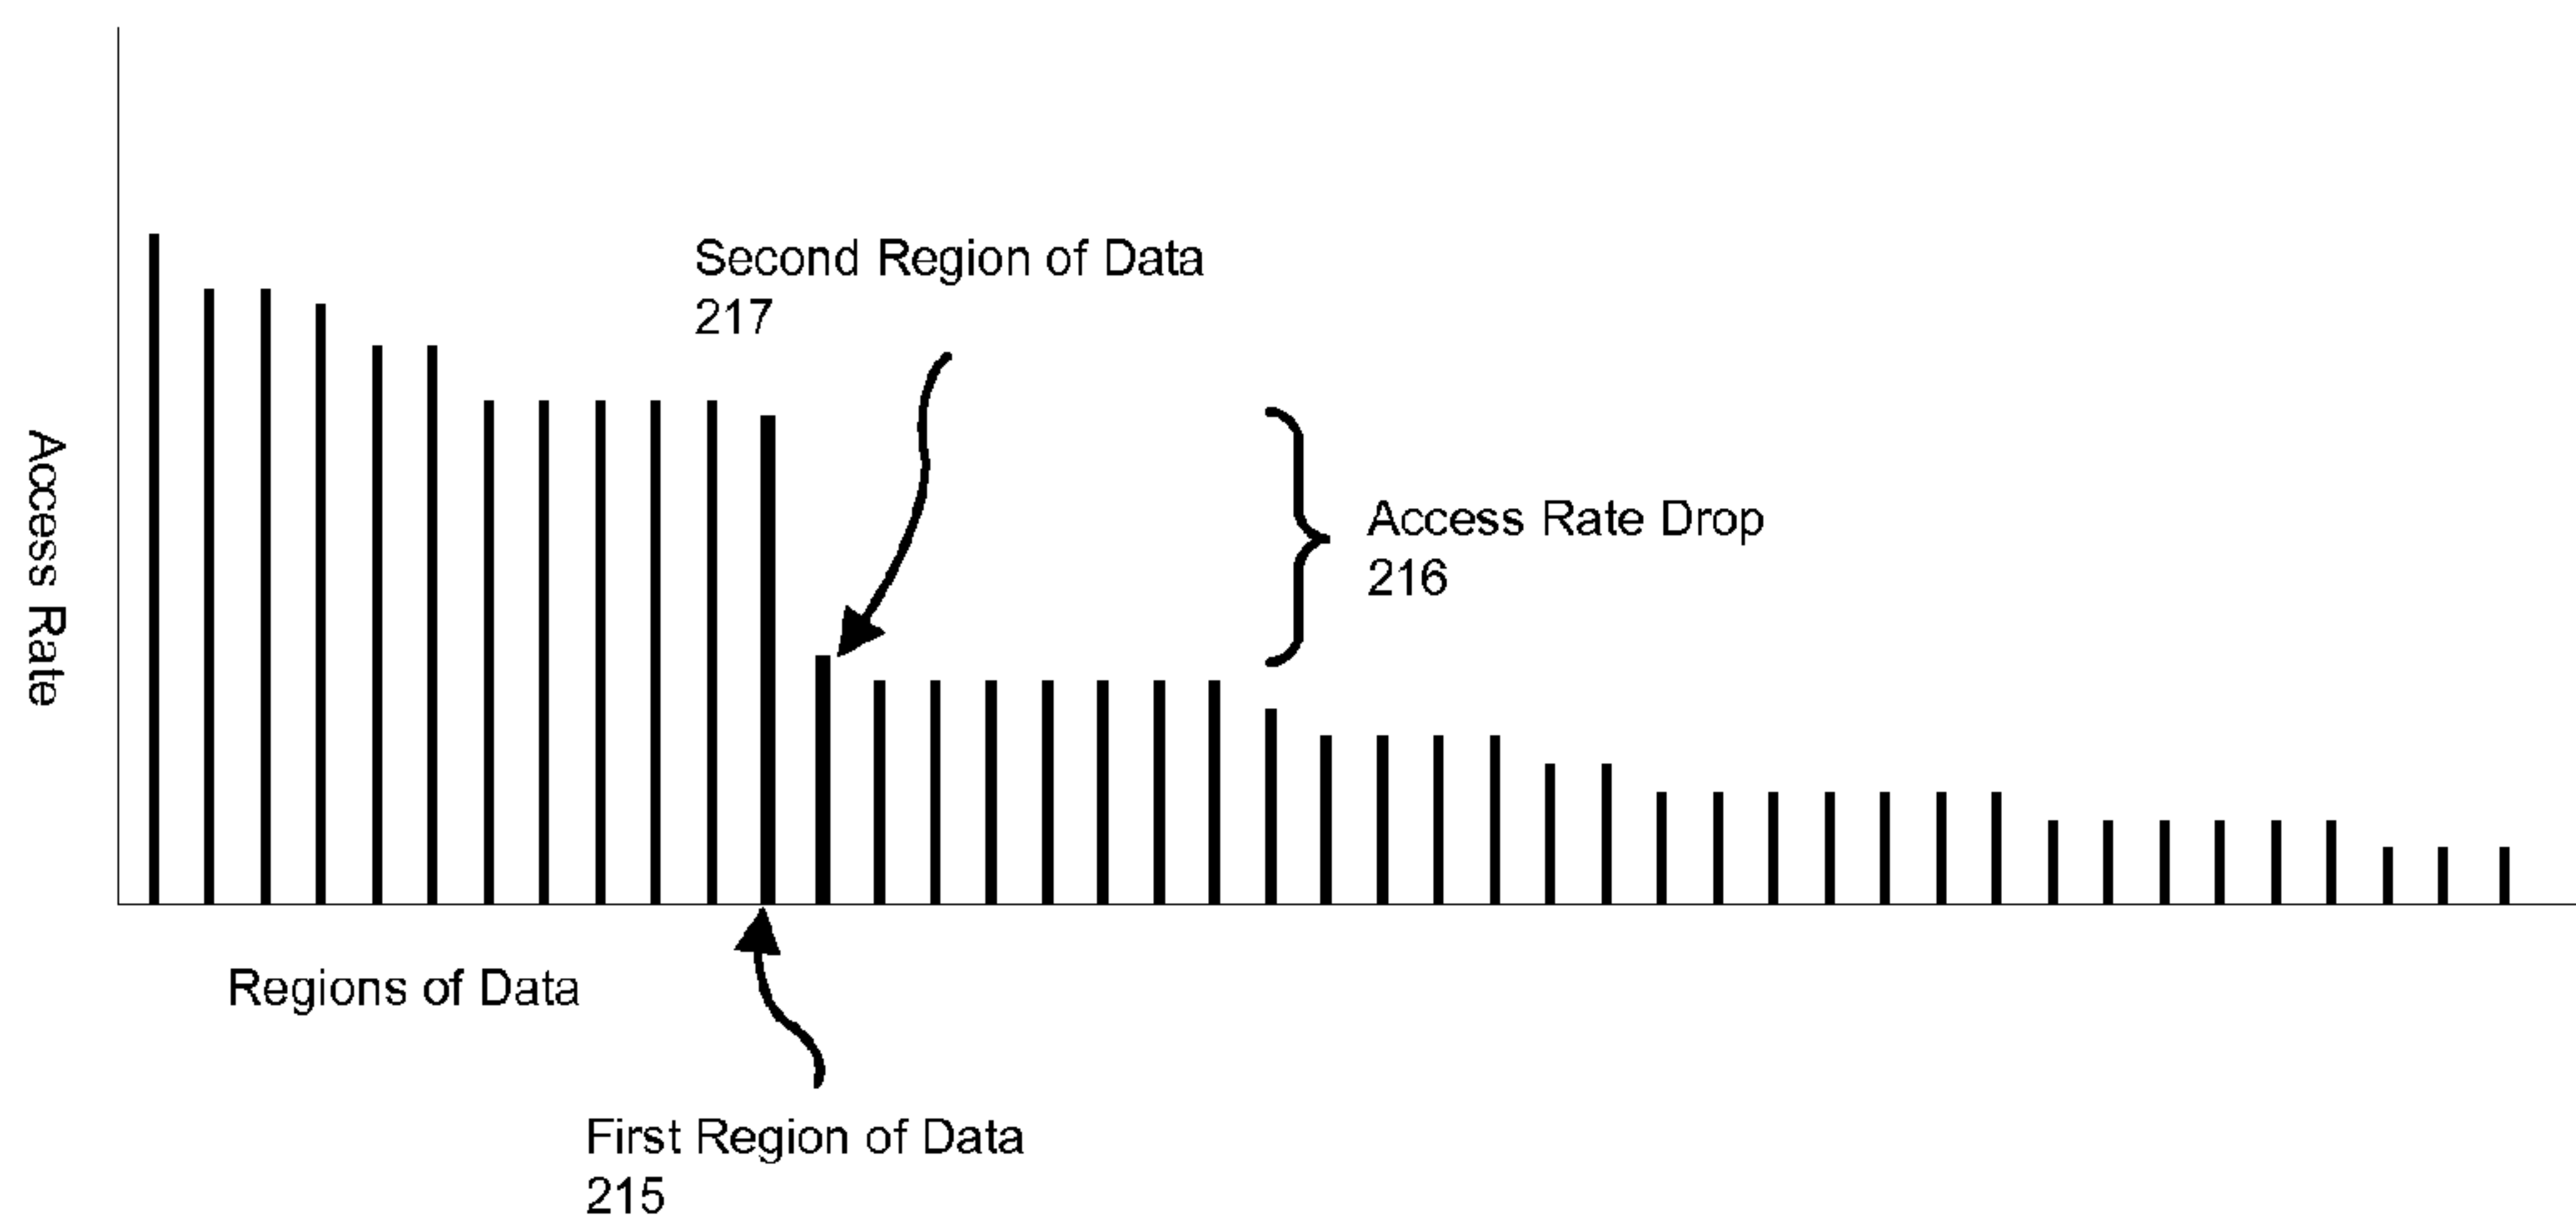 Second Region of Data
217
Access Rate
Access Rate Drop
216
Regions of Data
First Region of Data
215